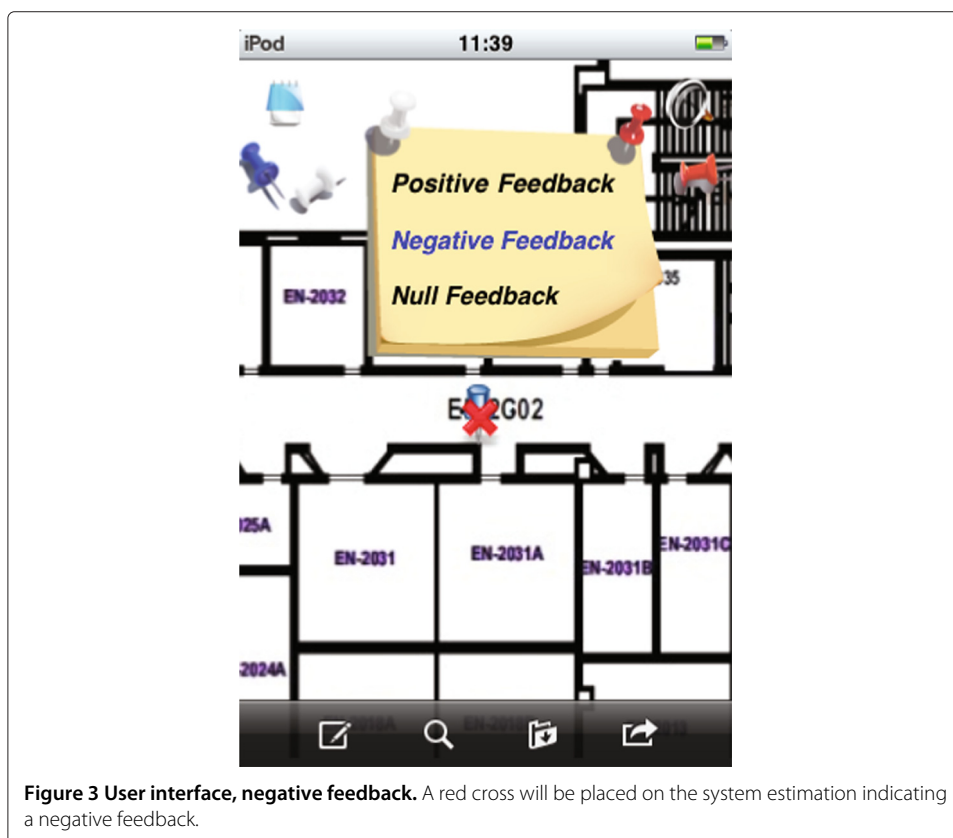 iPod 11:39
Positive Feedback
Negative Feedback
Null Feedback
EN-2032
35
2G02
025A
EN-2031
EN-2031A
EN-2031B
EN-2031C
-2024A
Figure 3 User interface, negative feedback. A red cross will be placed on the system estimation indicating
a negative feedback.